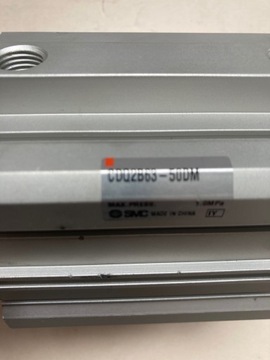 CDQ2B63-50DM
MAX PRESS 1.0MPa
SMC MADE IN CHINA